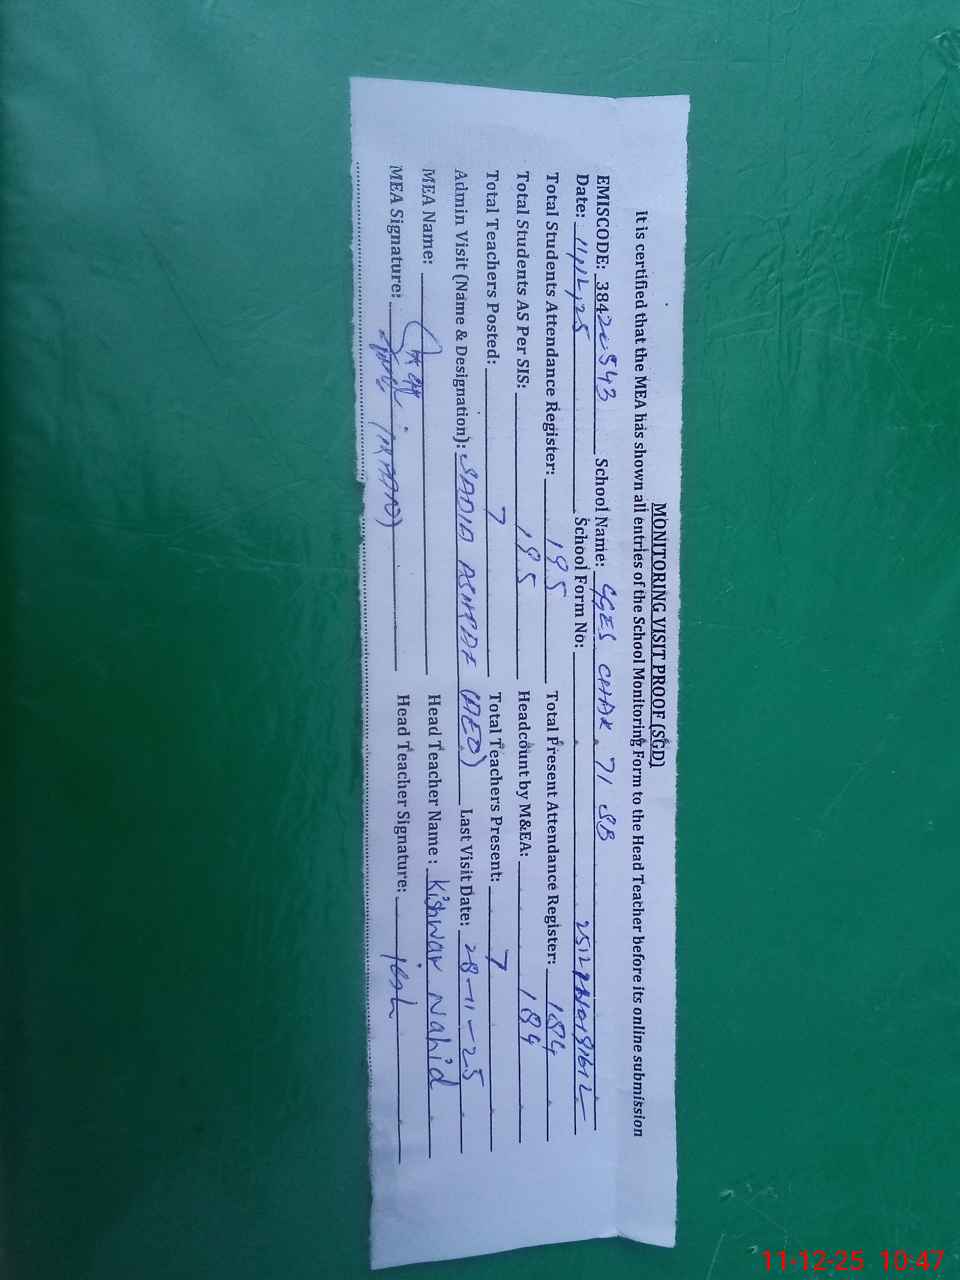 MONITORING VISIT PROOF (SGD)
It is certified that the MEA has shown all entries of the School Monitoring Form to the Head Teacher before its online submission
EMISCODE: 38420543 School Name: GGES CHAK 71 SB
Date: 11/12/25 School Form No:
Total Students Attendance Register: 195 Total Present Attendance Register: 184
Total Students AS Per SIS: 195 Headcount by M&EA: 184
Total Teachers Posted: 7 Total Teachers Present: 7
Admin Visit (Name & Designation): SADIA ASHRAF (AEO) Last Visit Date: 28-11-25
MEA Name: Head Teacher Name: Kishwar Nahid
MEA Signature: Head Teacher Signature:
11-12-25 10:47